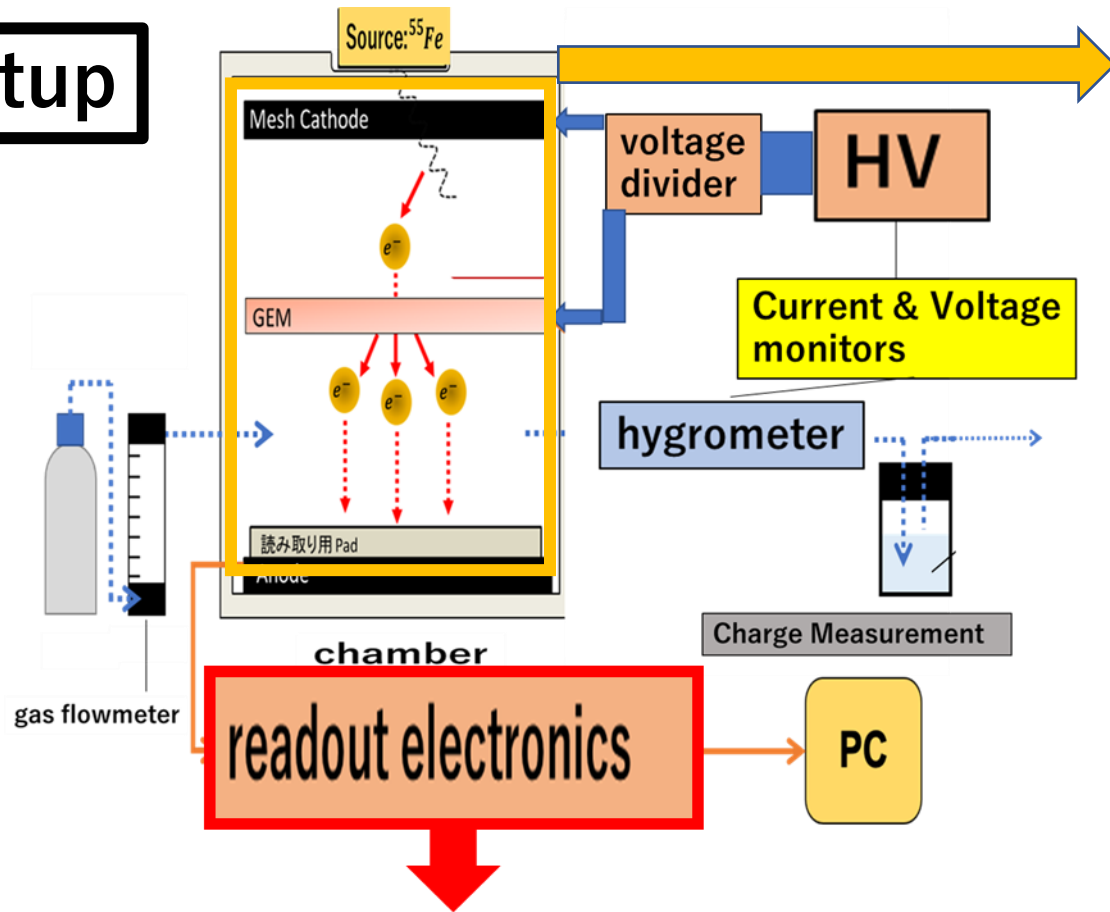 tup
Source:⁵⁵Fe
Mesh Cathode
voltage
divider
HV
e⁻
GEM
Current & Voltage
monitors
e⁻
e⁻
e⁻
hygrometer
読み取り用 Pad
Anode
Charge Measurement
chamber
gas flowmeter
readout electronics
PC